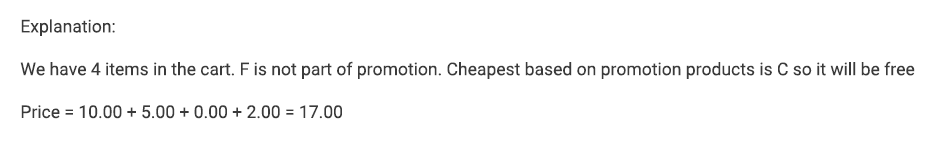 Explanation:
We have 4 items in the cart. F is not part of promotion. Cheapest based on promotion products is C so it will be free
Price = 10.00 + 5.00 + 0.00 + 2.00 = 17.00